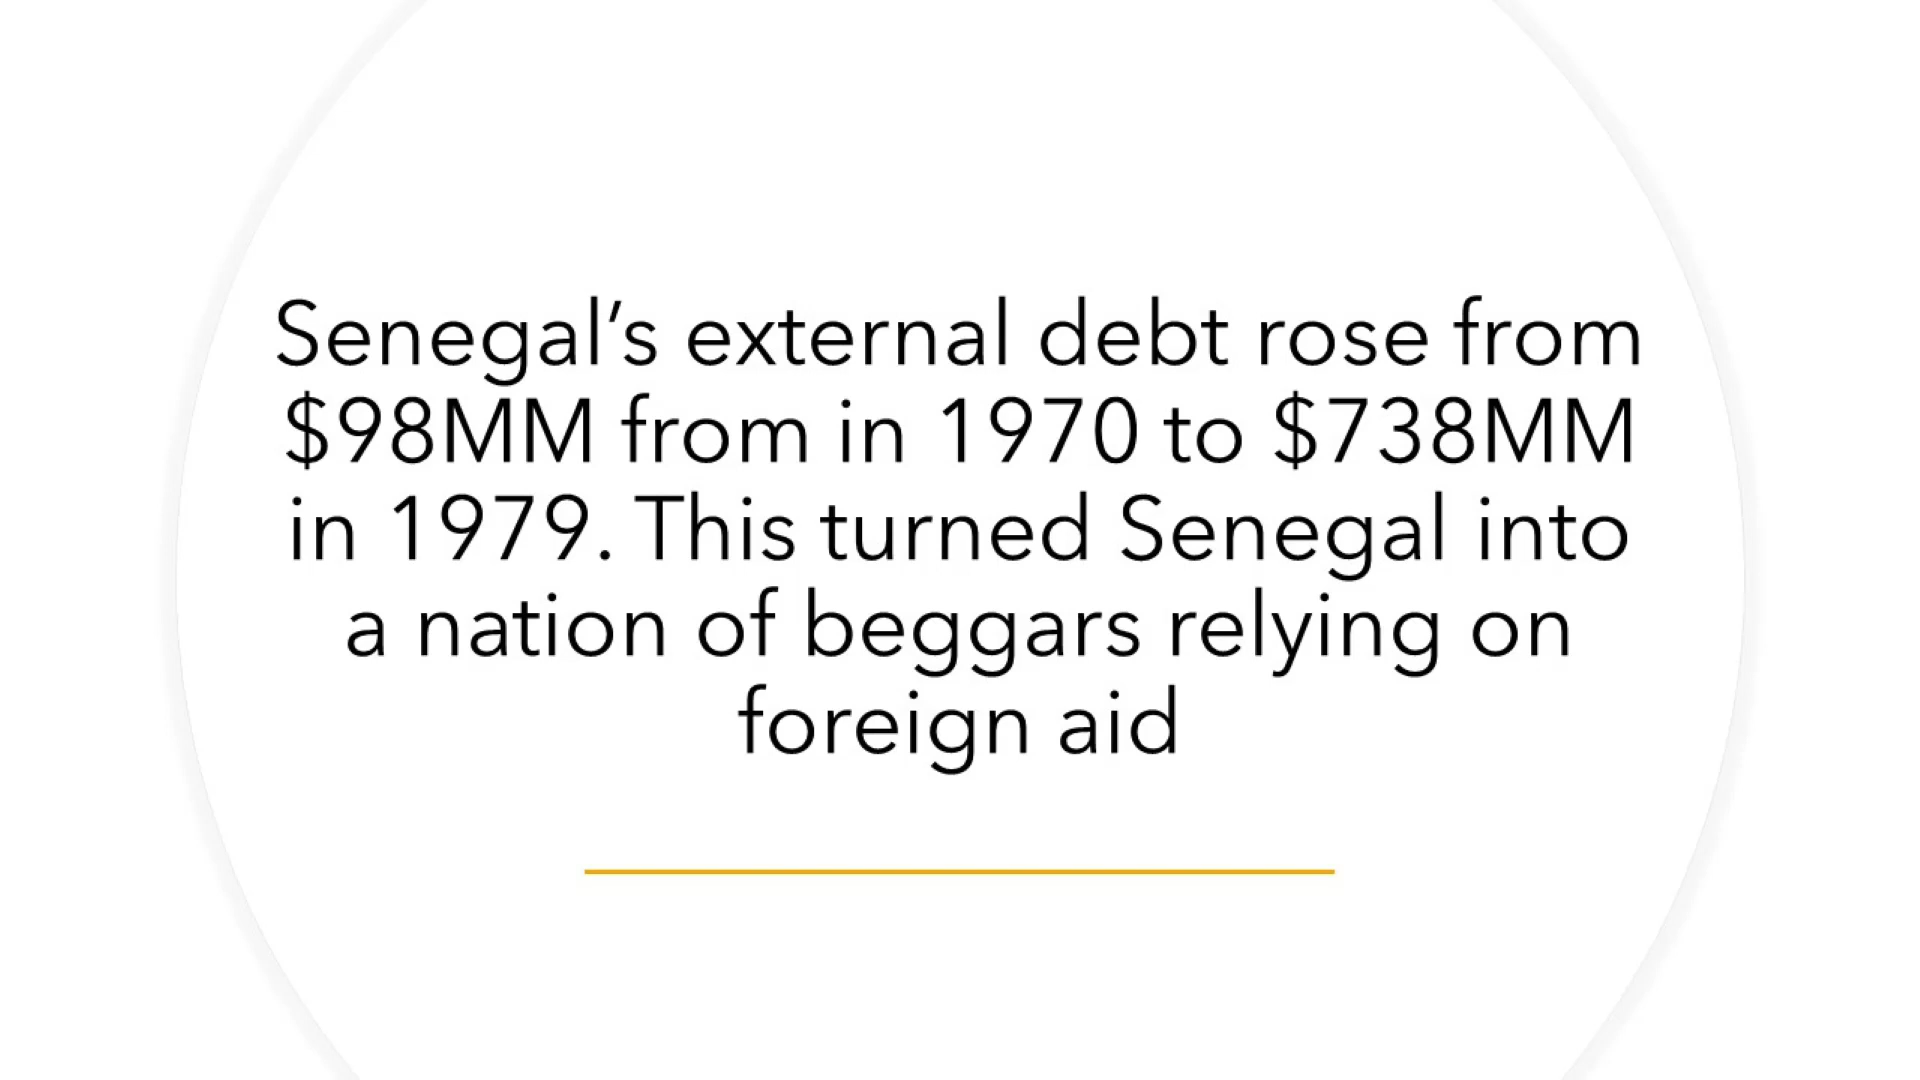 Senegal’s external debt rose from
$98MM from in 1970 to $738MM
in 1979. This turned Senegal into
a nation of beggars relying on
foreign aid